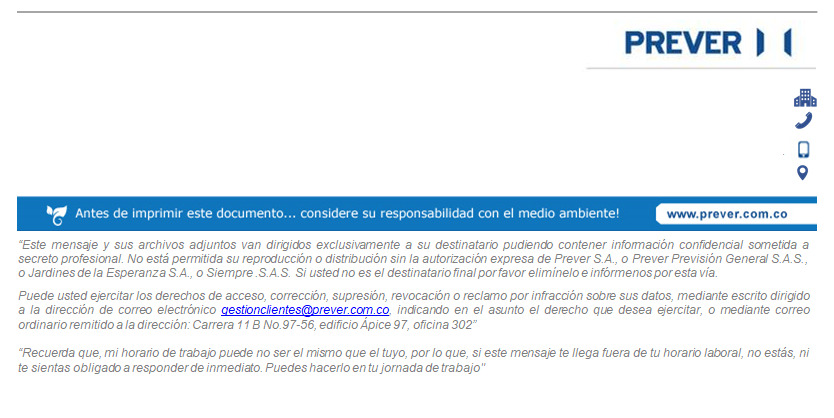 PREVER
Antes de imprimir este documento... considere su responsabilidad con el medio ambiente!
www.prever.com.co
“Este mensaje y sus archivos adjuntos van dirigidos exclusivamente a su destinatario pudiendo contener información confidencial sometida a
secreto profesional. No está permitida su reproducción o distribución sin la autorización expresa de Prever S.A., o Prever Previsión General S.A.S.,
o Jardines de la Esperanza S.A., o Siempre .S.A.S. Si usted no es el destinatario final por favor elimínelo e infórmenos por esta vía.
Puede usted ejercitar los derechos de acceso, corrección, supresión, revocación o reclamo por infracción sobre sus datos, mediante escrito dirigido
a la dirección de correo electrónico gestionclientes@prever.com.co, indicando en el asunto el derecho que desea ejercitar, o mediante correo
ordinario remitido a la dirección: Carrera 11 B No.97-56, edificio Ápice 97, oficina 302”
“Recuerda que, mi horario de trabajo puede no ser el mismo que el tuyo, por lo que, si este mensaje te llega fuera de tu horario laboral, no estás, ni
te sientas obligado a responder de inmediato. Puedes hacerlo en tu jornada de trabajo"